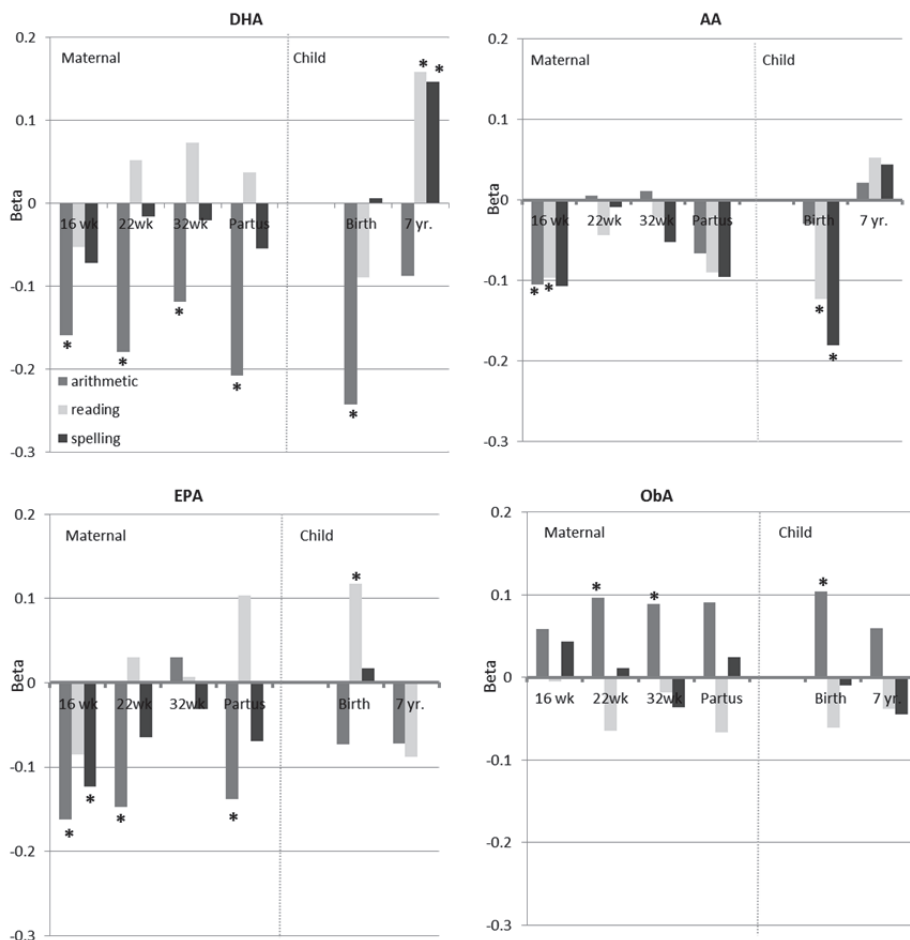 DHA
0.2
Maternal
Child
* *
0.1
0
Beta
16 wk 22wk 32wk Partus Birth 7 yr.
-0.1
* * * * *
-0.2
arithmetic
reading
spelling
-0.3
AA
0.2
Maternal
Child
0.1
0
Beta
16 wk 22wk 32wk Partus Birth 7 yr.
-0.1
* * * *
-0.2
-0.3
EPA
0.2
Maternal
Child
*
0.1
0
Beta
16 wk 22wk 32wk Partus Birth 7 yr.
-0.1
* * * *
-0.2
-0.3
ObA
0.2
Maternal
Child
* * *
0.1
0
Beta
16 wk 22wk 32wk Partus Birth 7 yr.
-0.1
-0.2
-0.3